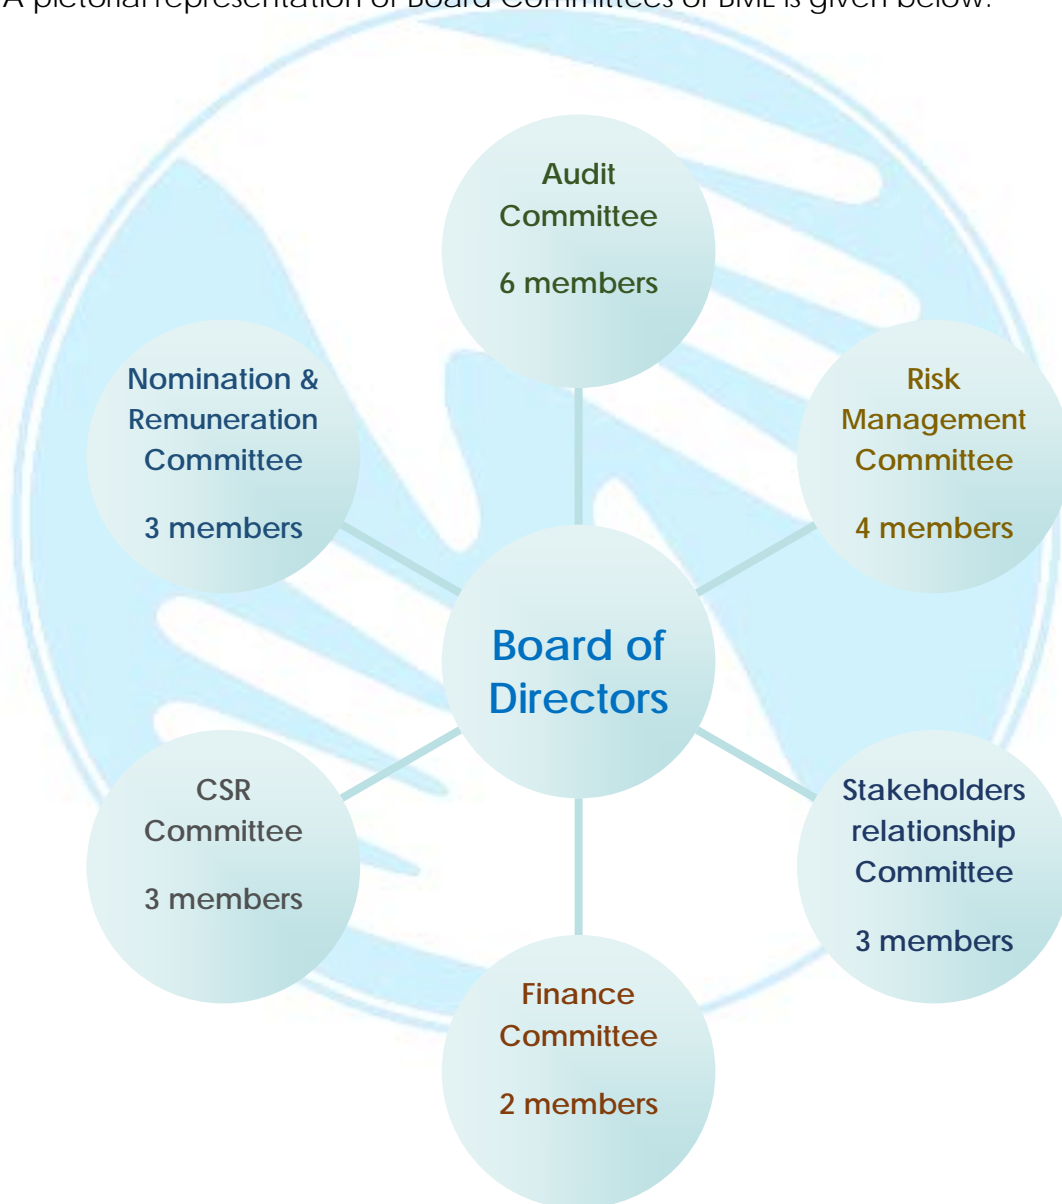 A pictorial representation of Board Committees of BML is given below:
Audit
Committee
6 members
Nomination &
Remuneration
Committee
3 members
Risk
Management
Committee
4 members
Board of
Directors
CSR
Committee
3 members
Stakeholders
relationship
Committee
3 members
Finance
Committee
2 members